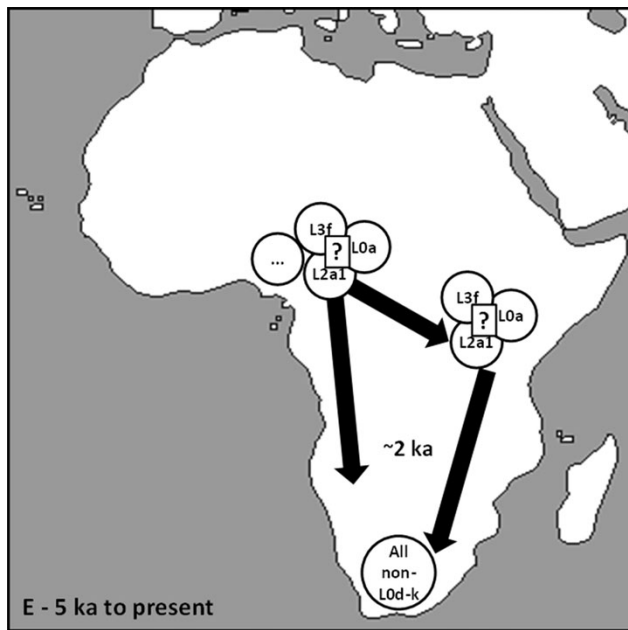 L3f
? L0a
...
L2a1
L3f
? L0a
L2a1
~2 ka
All
non-
L0d-k
E - 5 ka to present